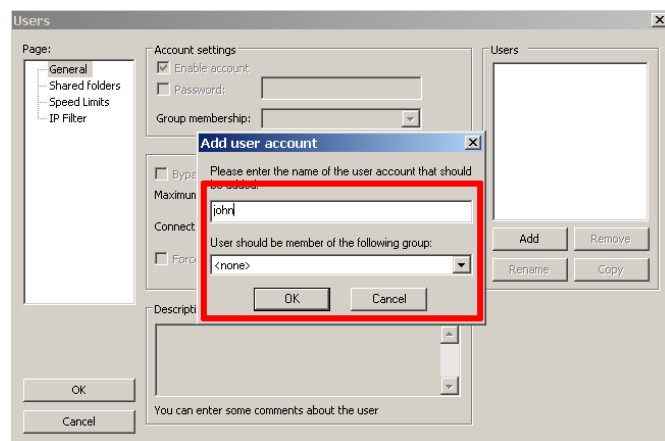 Users
Page:
General
Shared folders
Speed Limits
IP Filter
Account settings
Enable account
Password:
Group membership:
Maximum
Connect
Descripti
You can enter some comments about the user
OK
Cancel
Add user account
Please enter the name of the user account that should
be added:
john
User should be member of the following group:
<none>
OK
Cancel
Users
Add
Remove
Rename
Copy